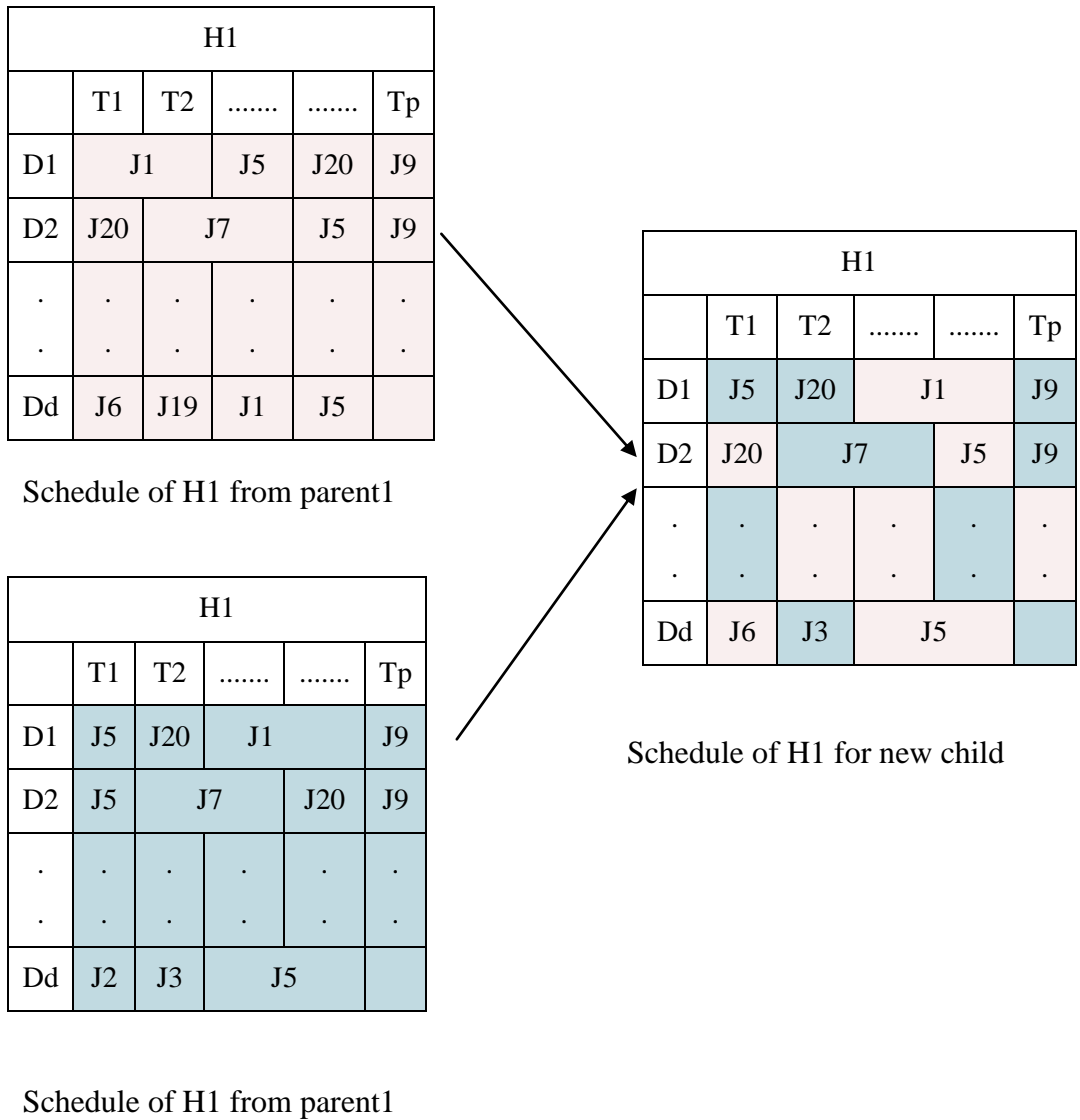 H1
T1 T2 ....... ....... Tp
D1 J1 J5 J20 J9
D2 J20 J7 J5 J9
. . . . . .
. . . . . .
Dd J6 J19 J1 J5
Schedule of H1 from parent1
H1
T1 T2 ....... ....... Tp
D1 J5 J20 J1 J9
D2 J5 J7 J20 J9
. . . . . .
. . . . . .
Dd J2 J3 J5
Schedule of H1 from parent1
H1
T1 T2 ....... ....... Tp
D1 J5 J20 J1 J9
D2 J20 J7 J5 J9
. . . . . .
. . . . . .
Dd J6 J3 J5
Schedule of H1 for new child